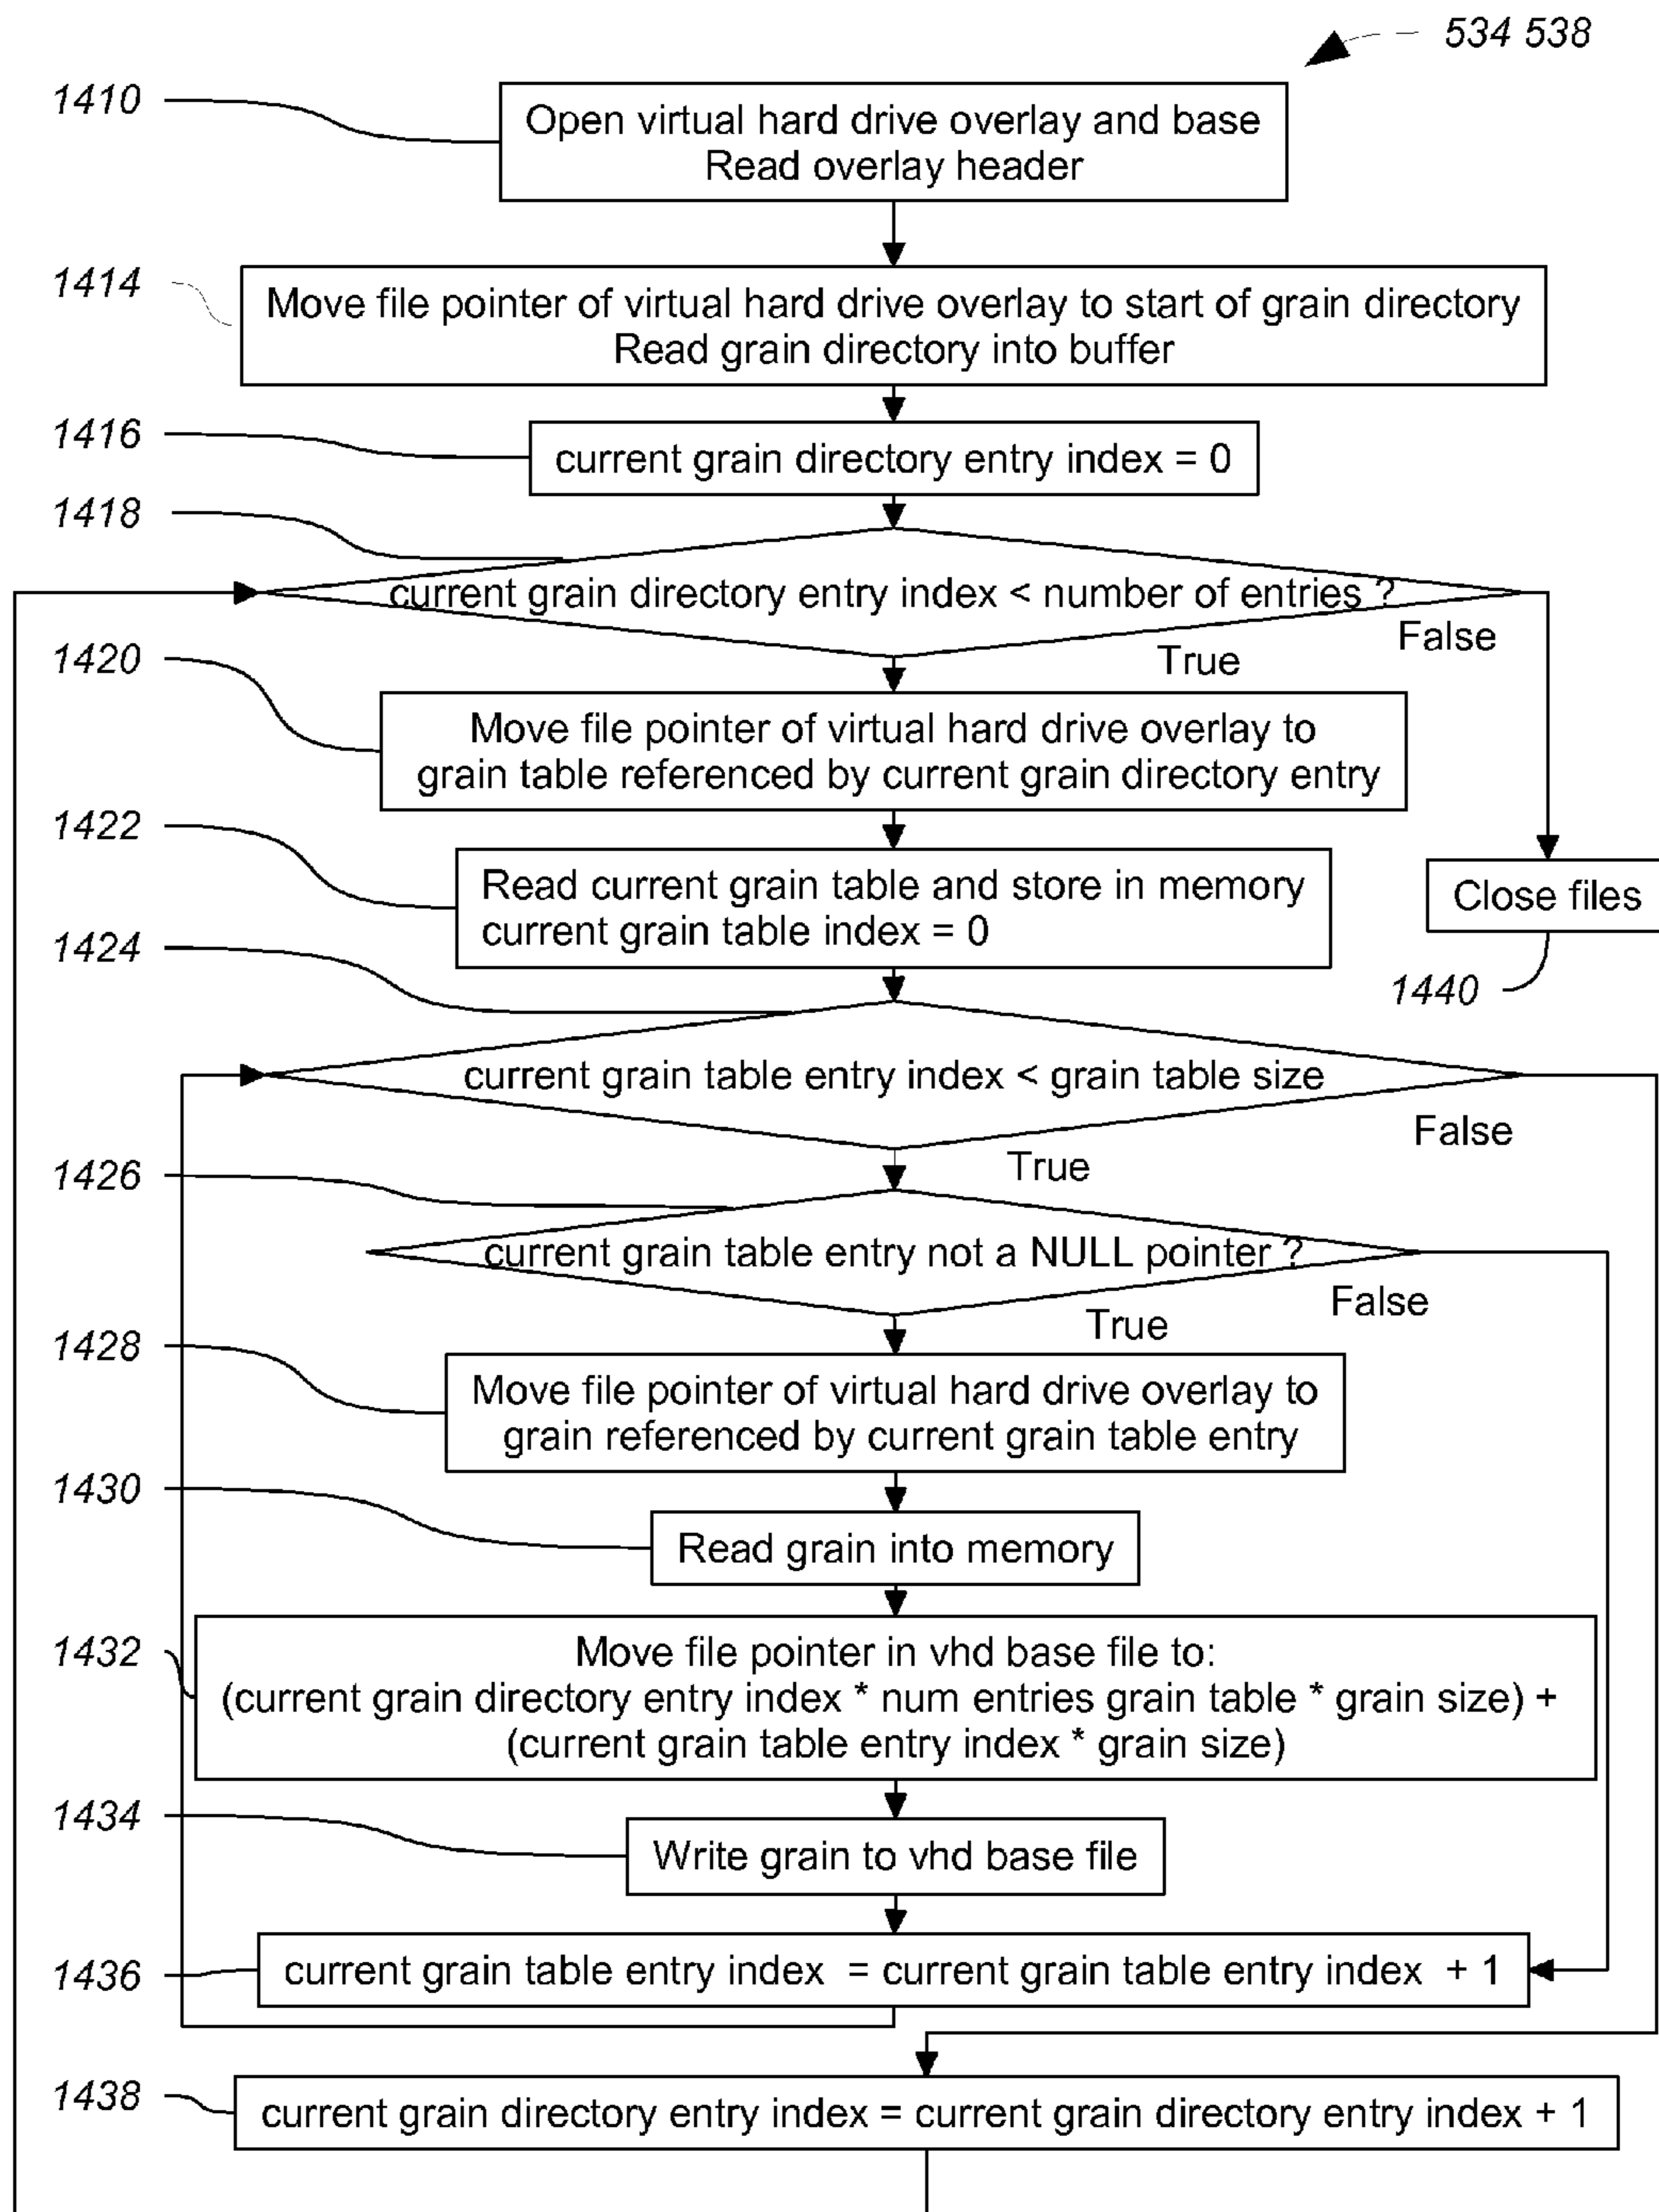 534 538
1410
Open virtual hard drive overlay and base
Read overlay header
1414
Move file pointer of virtual hard drive overlay to start of grain directory
Read grain directory into buffer
1416
current grain directory entry index = 0
1418
current grain directory entry index < number of entries ?
False
True
1420
Move file pointer of virtual hard drive overlay to
grain table referenced by current grain directory entry
1422
Read current grain table and store in memory
current grain table index = 0
Close files
1440
1424
current grain table entry index < grain table size
False
True
1426
current grain table entry not a NULL pointer ?
False
True
1428
Move file pointer of virtual hard drive overlay to
grain referenced by current grain table entry
1430
Read grain into memory
1432
Move file pointer in vhd base file to:
(current grain directory entry index * num entries grain table * grain size) +
(current grain table entry index * grain size)
1434
Write grain to vhd base file
1436
current grain table entry index = current grain table entry index + 1
1438
current grain directory entry index = current grain directory entry index + 1